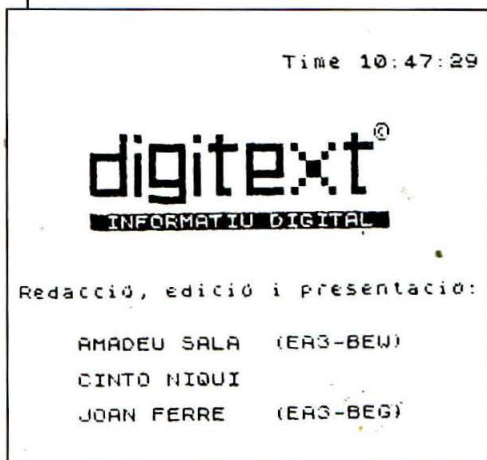 Time 10:47:29
digitext©
INFORMATIU DIGITAL
Redacció, edició i presentació:
AMADEU SALA (EA3-BEW)
CINTO NIQUI
JOAN FERRE (EA3-BEG)